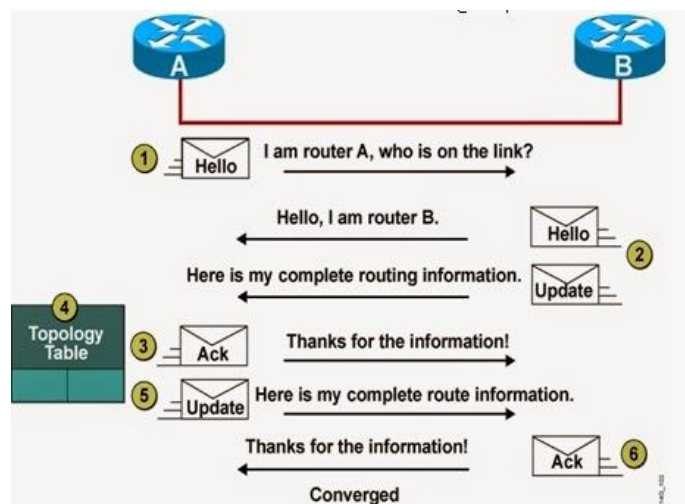 A
B
1
Hello
I am router A, who is on the link?
Hello, I am router B.
Hello
2
Here is my complete routing information.
Update
4
Topology
Table
3
Ack
Thanks for the information!
5
Update
Here is my complete route information.
Thanks for the information!
Ack
6
Converged